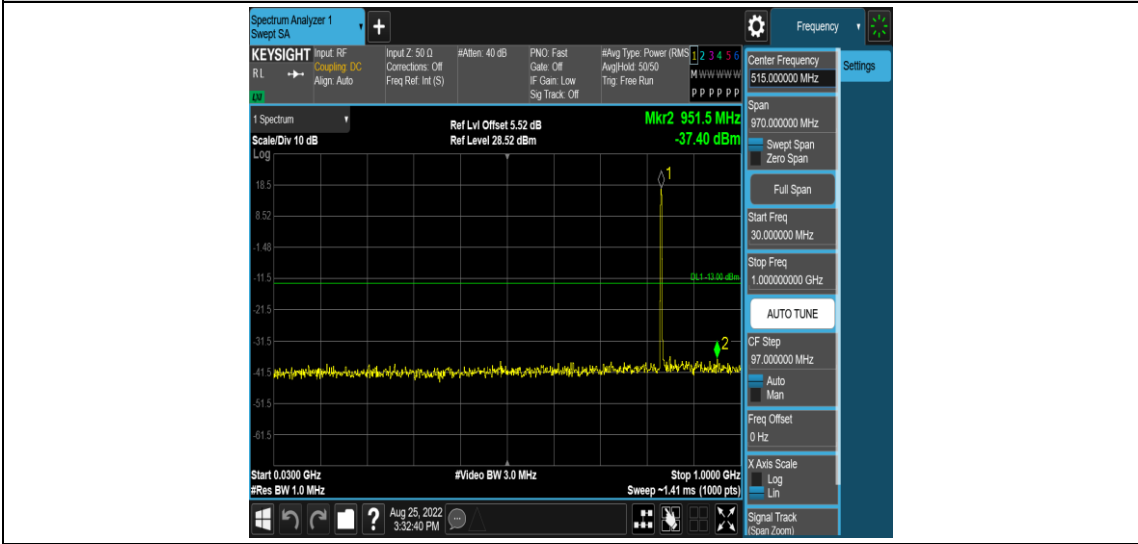 Spectrum Analyzer 1
Swept SA
+
Frequency
KEYSIGHT
RL
Input: RF
Coupling: DC
Align: Auto
Input Z: 50 Ω
Corrections: Off
Freq Ref: Int (S)
#Atten: 40 dB
PNO: Fast
Gate: Off
IF Gain: Low
Sig Track: Off
#Avg Type: Power (RMS
Avg|Hold: 50/50
Trig: Free Run
1 2 3 4 5 6
M W W W W W
P P P P P P
1 Spectrum
Scale/Div 10 dB
Log
Ref Lvl Offset 5.52 dB
Ref Level 28.52 dBm
Mkr2 951.5 MHz
-37.40 dBm
1
18.5
8.52
-1.48
-11.5
DL1 -13.00 dBm
-21.5
-31.5
2
-41.5
-51.5
-61.5
Start 0.0300 GHz
#Res BW 1.0 MHz
#Video BW 3.0 MHz
Stop 1.0000 GHz
Sweep ~1.41 ms (1000 pts)
?
Aug 25, 2022
3:32:40 PM
Center Frequency
515.000000 MHz
Settings
Span
970.000000 MHz
Swept Span
Zero Span
Full Span
Start Freq
30.000000 MHz
Stop Freq
1.000000000 GHz
AUTO TUNE
CF Step
97.000000 MHz
Auto
Man
Freq Offset
0 Hz
X Axis Scale
Log
Lin
Signal Track
(Span Zoom)